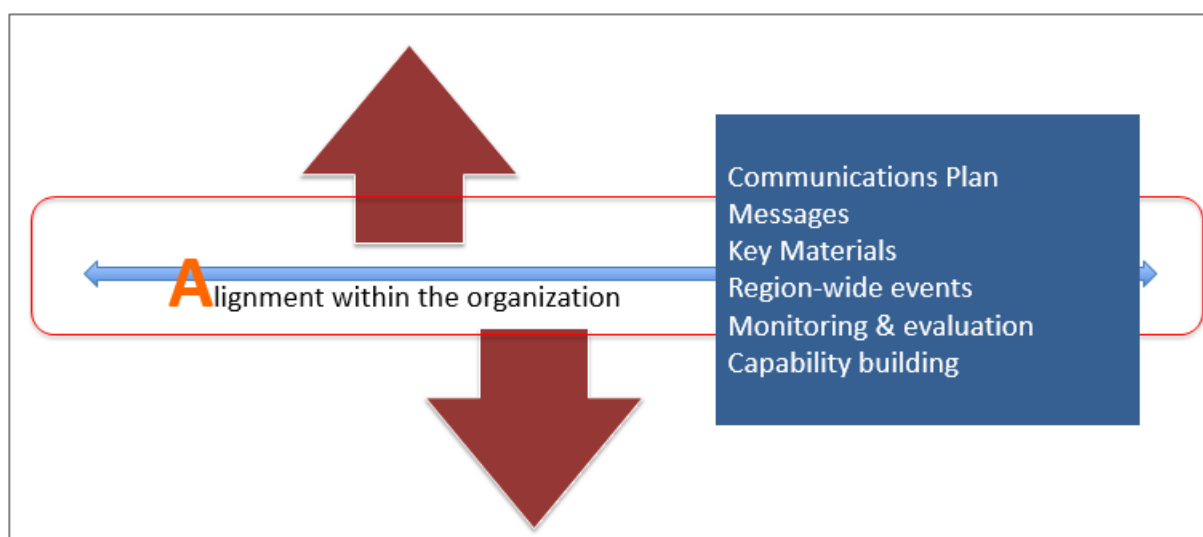 Alignment within the organization
Communications Plan
Messages
Key Materials
Region-wide events
Monitoring & evaluation
Capability building